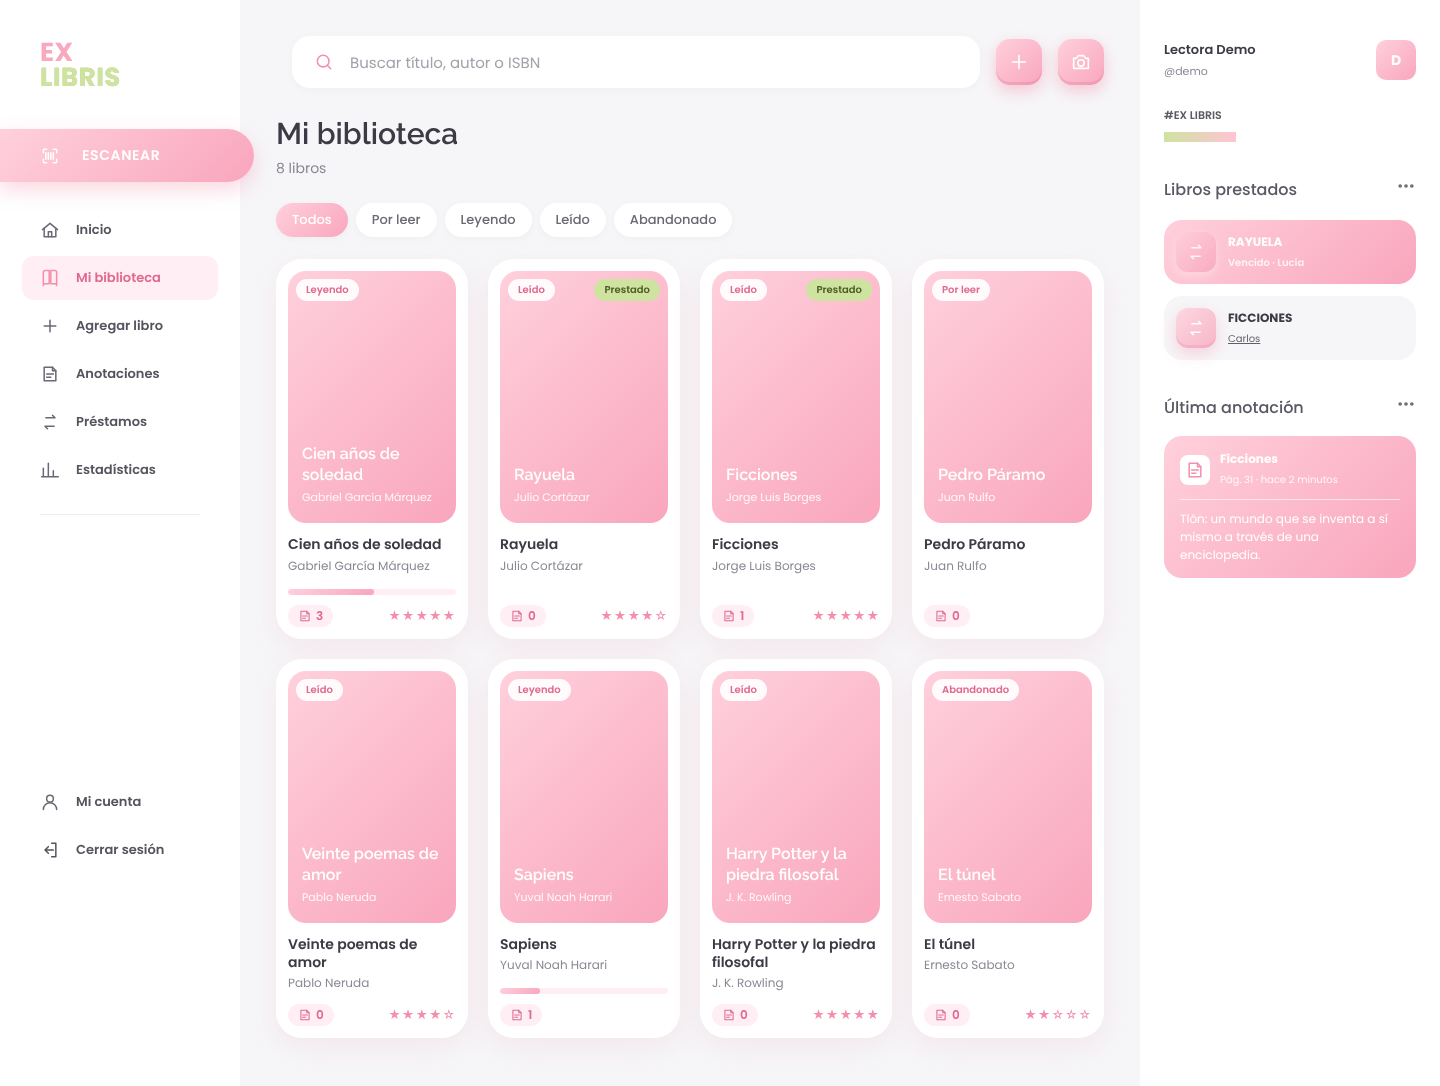 EX
LIBRIS
ESCANEAR
Inicio
Mi biblioteca
Agregar libro
Anotaciones
Préstamos
Estadísticas
Mi cuenta
Cerrar sesión
Buscar título, autor o ISBN
Mi biblioteca
8 libros
Todos
Por leer
Leyendo
Leído
Abandonado
Leyendo
Cien años de
soledad
Gabriel García Márquez
Cien años de soledad
Gabriel García Márquez
3
★★★★★
Leído
Prestado
Rayuela
Julio Cortázar
Rayuela
Julio Cortázar
0
★★★★☆
Leído
Prestado
Ficciones
Jorge Luis Borges
Ficciones
Jorge Luis Borges
1
★★★★★
Por leer
Pedro Páramo
Juan Rulfo
Pedro Páramo
Juan Rulfo
0
Leído
Veinte poemas de
amor
Pablo Neruda
Veinte poemas de
amor
Pablo Neruda
0
★★★★☆
Leyendo
Sapiens
Yuval Noah Harari
Sapiens
Yuval Noah Harari
1
Leído
Harry Potter y la
piedra filosofal
J. K. Rowling
Harry Potter y la piedra
filosofal
J. K. Rowling
0
★★★★★
Abandonado
El túnel
Ernesto Sabato
El túnel
Ernesto Sabato
0
★★☆☆☆
Lectora Demo
@demo
D
#EX LIBRIS
Libros prestados
RAYUELA
Vencido · Lucía
FICCIONES
Carlos
Última anotación
Ficciones
Pág. 31 · hace 2 minutos
Tlön: un mundo que se inventa a sí
mismo a través de una
enciclopedia.